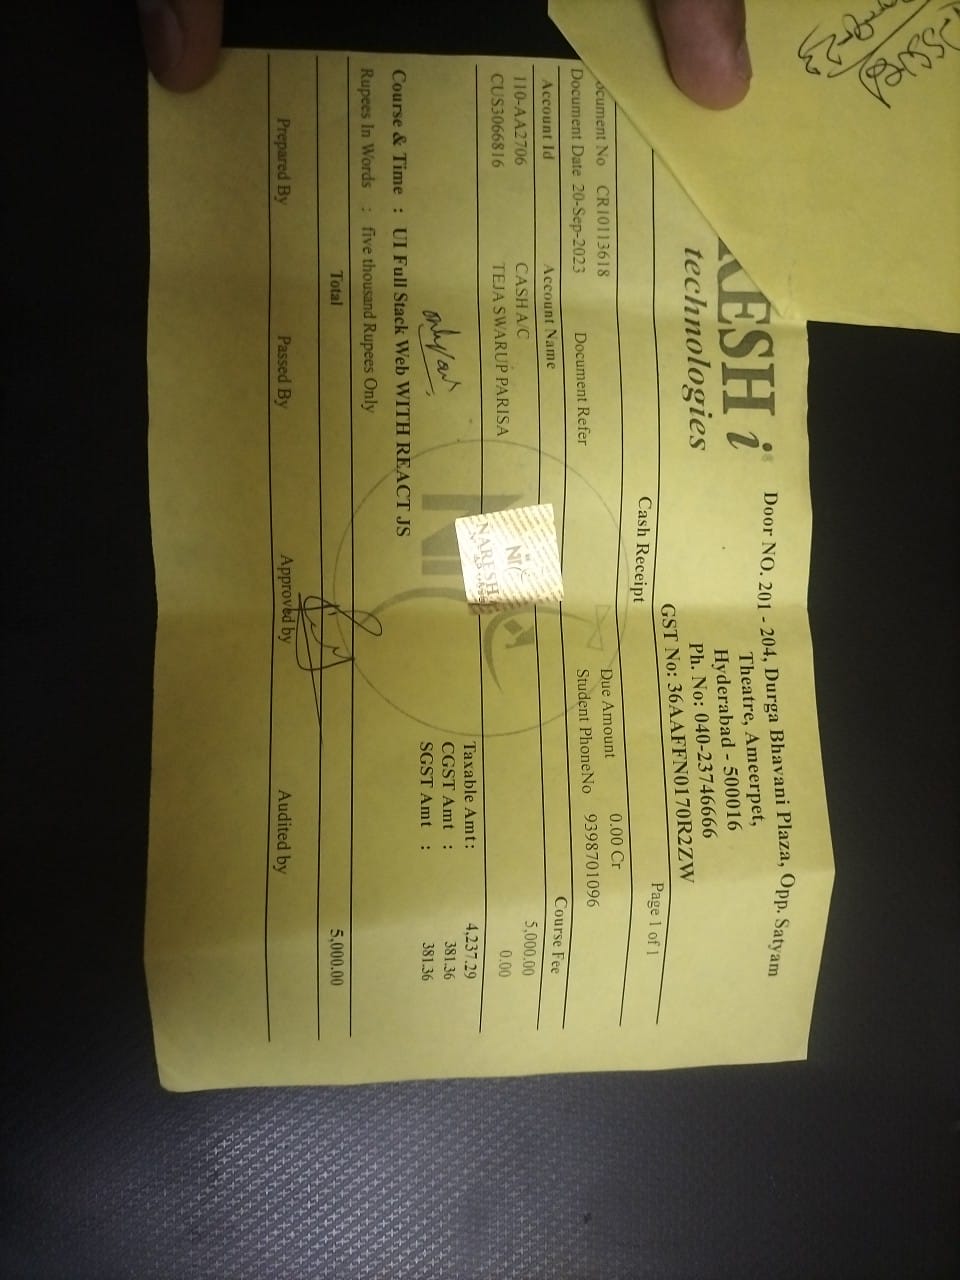 RESH i
technologies
Door NO. 201 - 204, Durga Bhavani Plaza, Opp. Satyam
Theatre, Ameerpet,
Hyderabad - 500016
Ph. No: 040-23746666
GST No: 36AAFFN0170R2ZW
Cash Receipt
Page 1 of 1
ocument No CR10113618 Due Amount 0.00 Cr
Document Date 20-Sep-2023 Document Refer Student PhoneNo 9398701096
Account Id Account Name Course Fee
110-AA2706 CASH A/C 5,000.00
CUS3066816 TEJA SWARUP PARISA 0.00
NARESH
Taxable Amt : 4,237.29
CGST Amt : 381.36
SGST Amt : 381.36
Course & Time : UI Full Stack Web WITH REACT JS
Rupees In Words : five thousand Rupees Only
Total 5,000.00
Prepared By Passed By Approved by Audited by